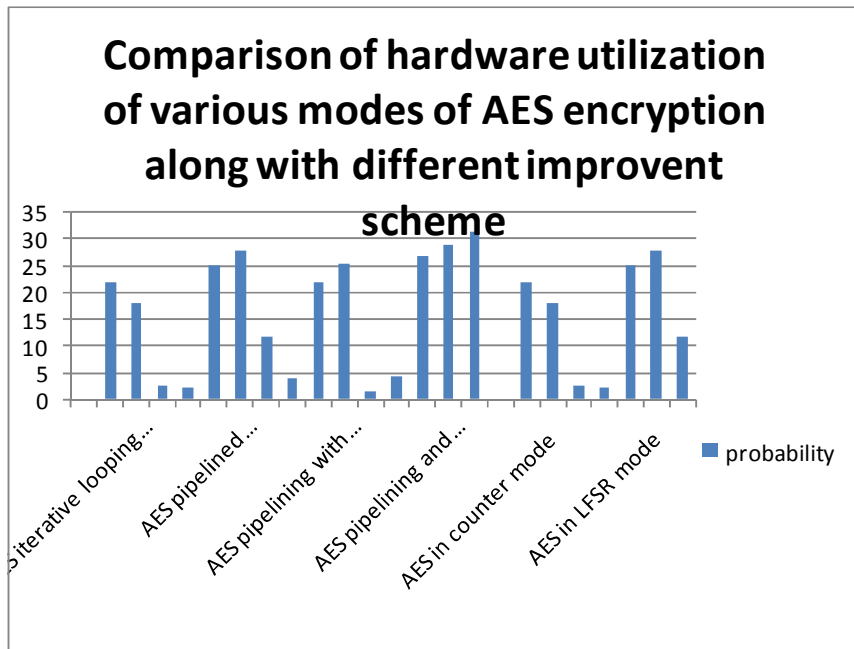 Comparison of hardware utilization
of various modes of AES encryption
along with different improvent
scheme
35
30
25
20
15
10
5
0
S iterative looping...
AES pipelined...
AES pipelining with...
AES pipelining and...
AES in counter mode
AES in LFSR mode
probability